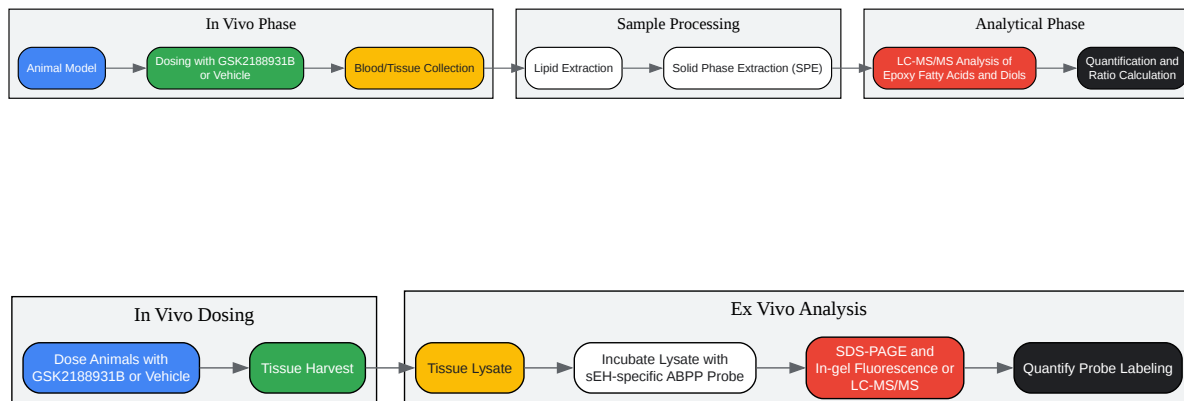 In Vivo Phase
Sample Processing
Analytical Phase
Animal Model
Dosing with GSK2188931B
or Vehicle
Blood/Tissue Collection
Lipid Extraction
Solid Phase Extraction (SPE)
LC-MS/MS Analysis of
Epoxy Fatty Acids and Diols
Quantification and
Ratio Calculation
In Vivo Dosing
Ex Vivo Analysis
Dose Animals with
GSK2188931B or Vehicle
Tissue Harvest
Tissue Lysate
Incubate Lysate with
sEH-specific ABPP Probe
SDS-PAGE and
In-gel Fluorescence or
LC-MS/MS
Quantify Probe Labeling